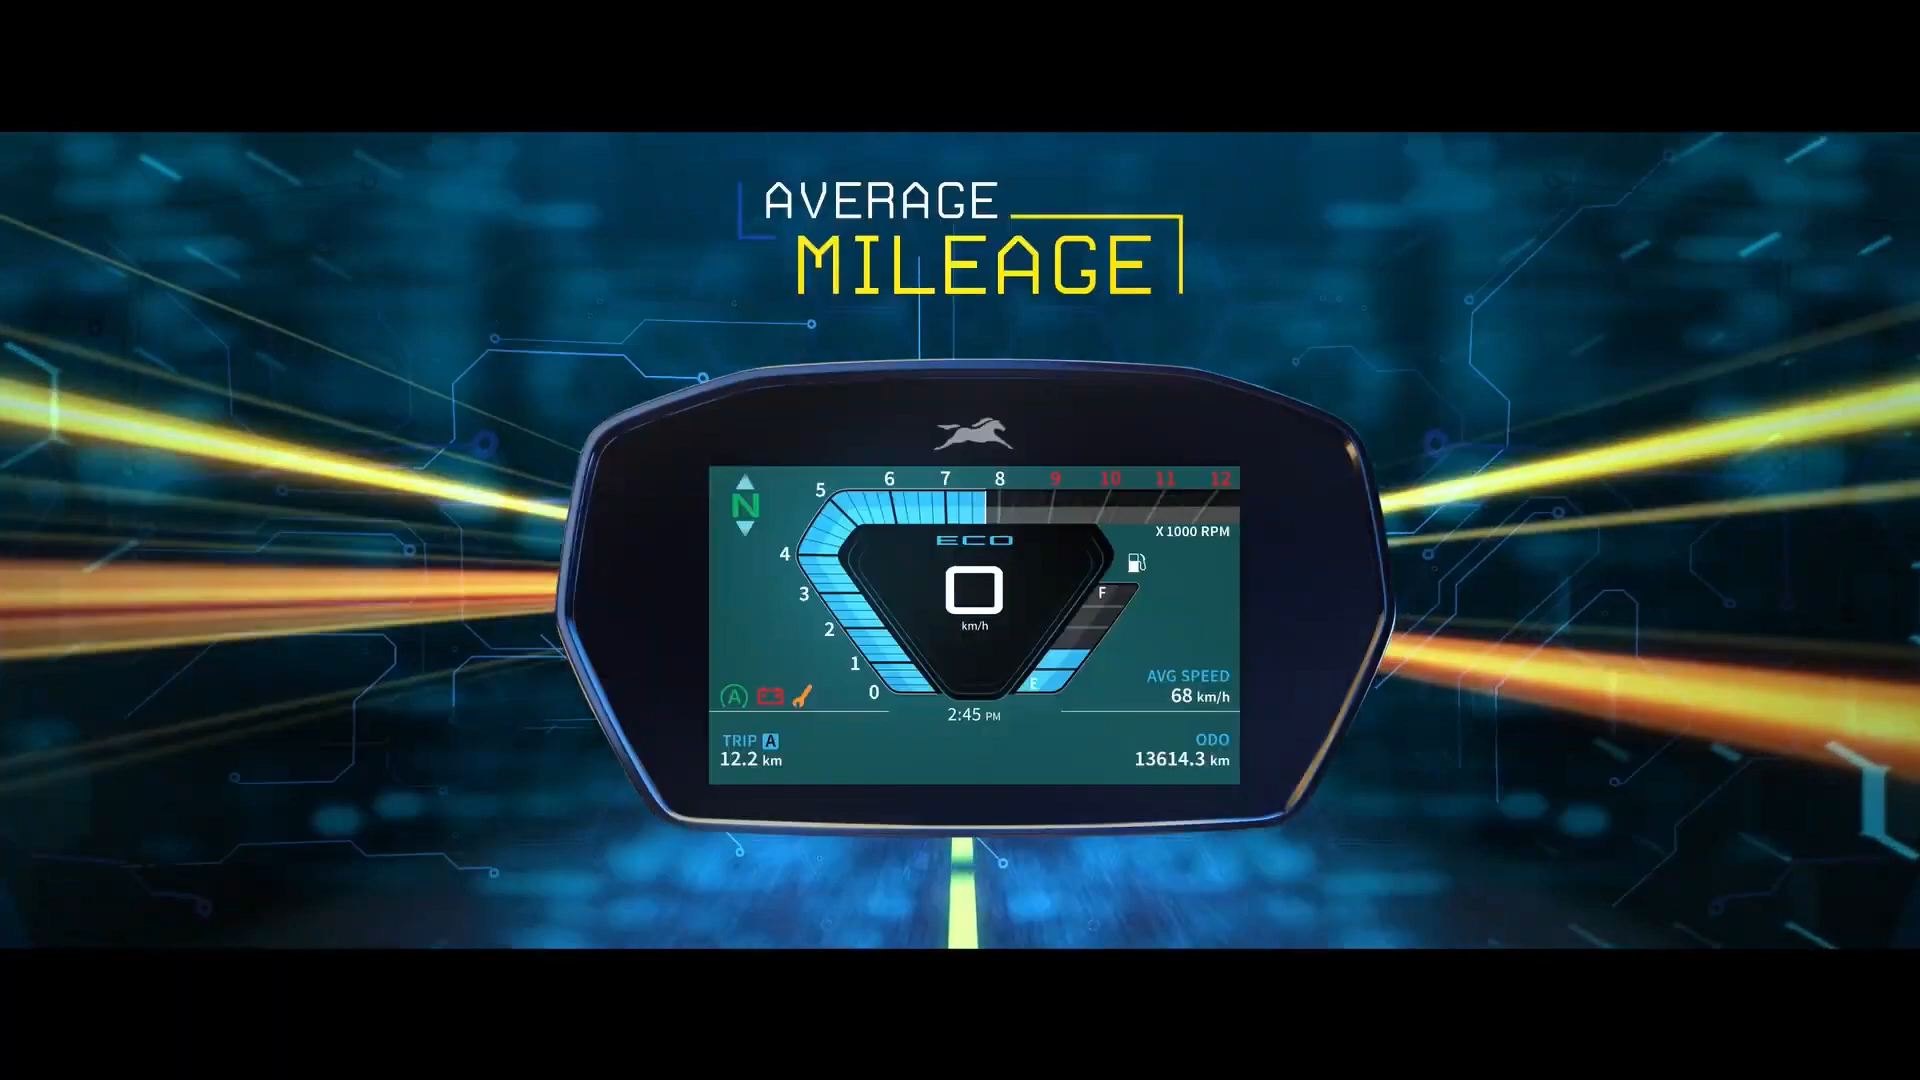 AVERAGE
MILEAGE
N
5 6 7 8 9 10 11 12
X 1000 RPM
ECO
4
0
F
3
km/h
2
1
E
0
AVG SPEED
68 km/h
A
2:45 PM
TRIP A
12.2 km
ODO
13614.3 km